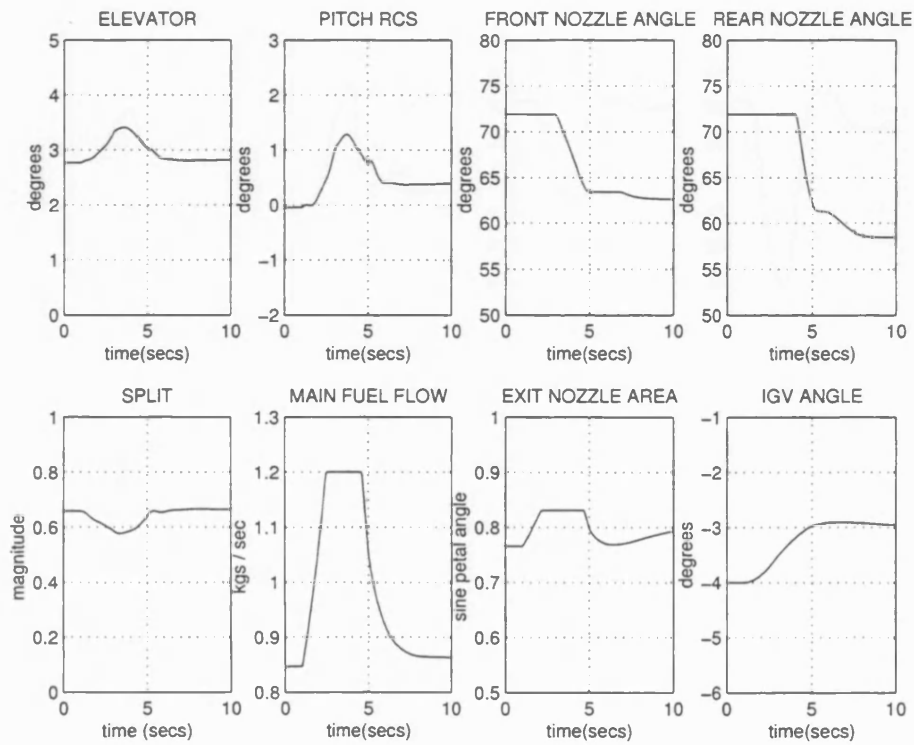 ELEVATOR PITCH RCS FRONT NOZZLE ANGLE REAR NOZZLE ANGLE
5 3 80 80
4 2 75 75
3 1 70 70
2 0 65 65
1 −1 60 60
55 55
0 −2 50 50
degrees degrees degrees degrees
0 5 10 0 5 10 0 5 10 0 5 10
time(secs) time(secs) time(secs) time(secs)
SPLIT MAIN FUEL FLOW EXIT NOZZLE AREA IGV ANGLE
1 1.3 1 −1
0.8 1.2 0.9 −2
0.6 1.1 0.8 −3
0.4 1 0.7 −4
0.2 0.9 0.6 −5
0 0.8 0.5 −6
magnitude kgs / sec sine petal angle degrees
0 5 10 0 5 10 0 5 10 0 5 10
time (secs) time(secs) time(secs) time(secs)